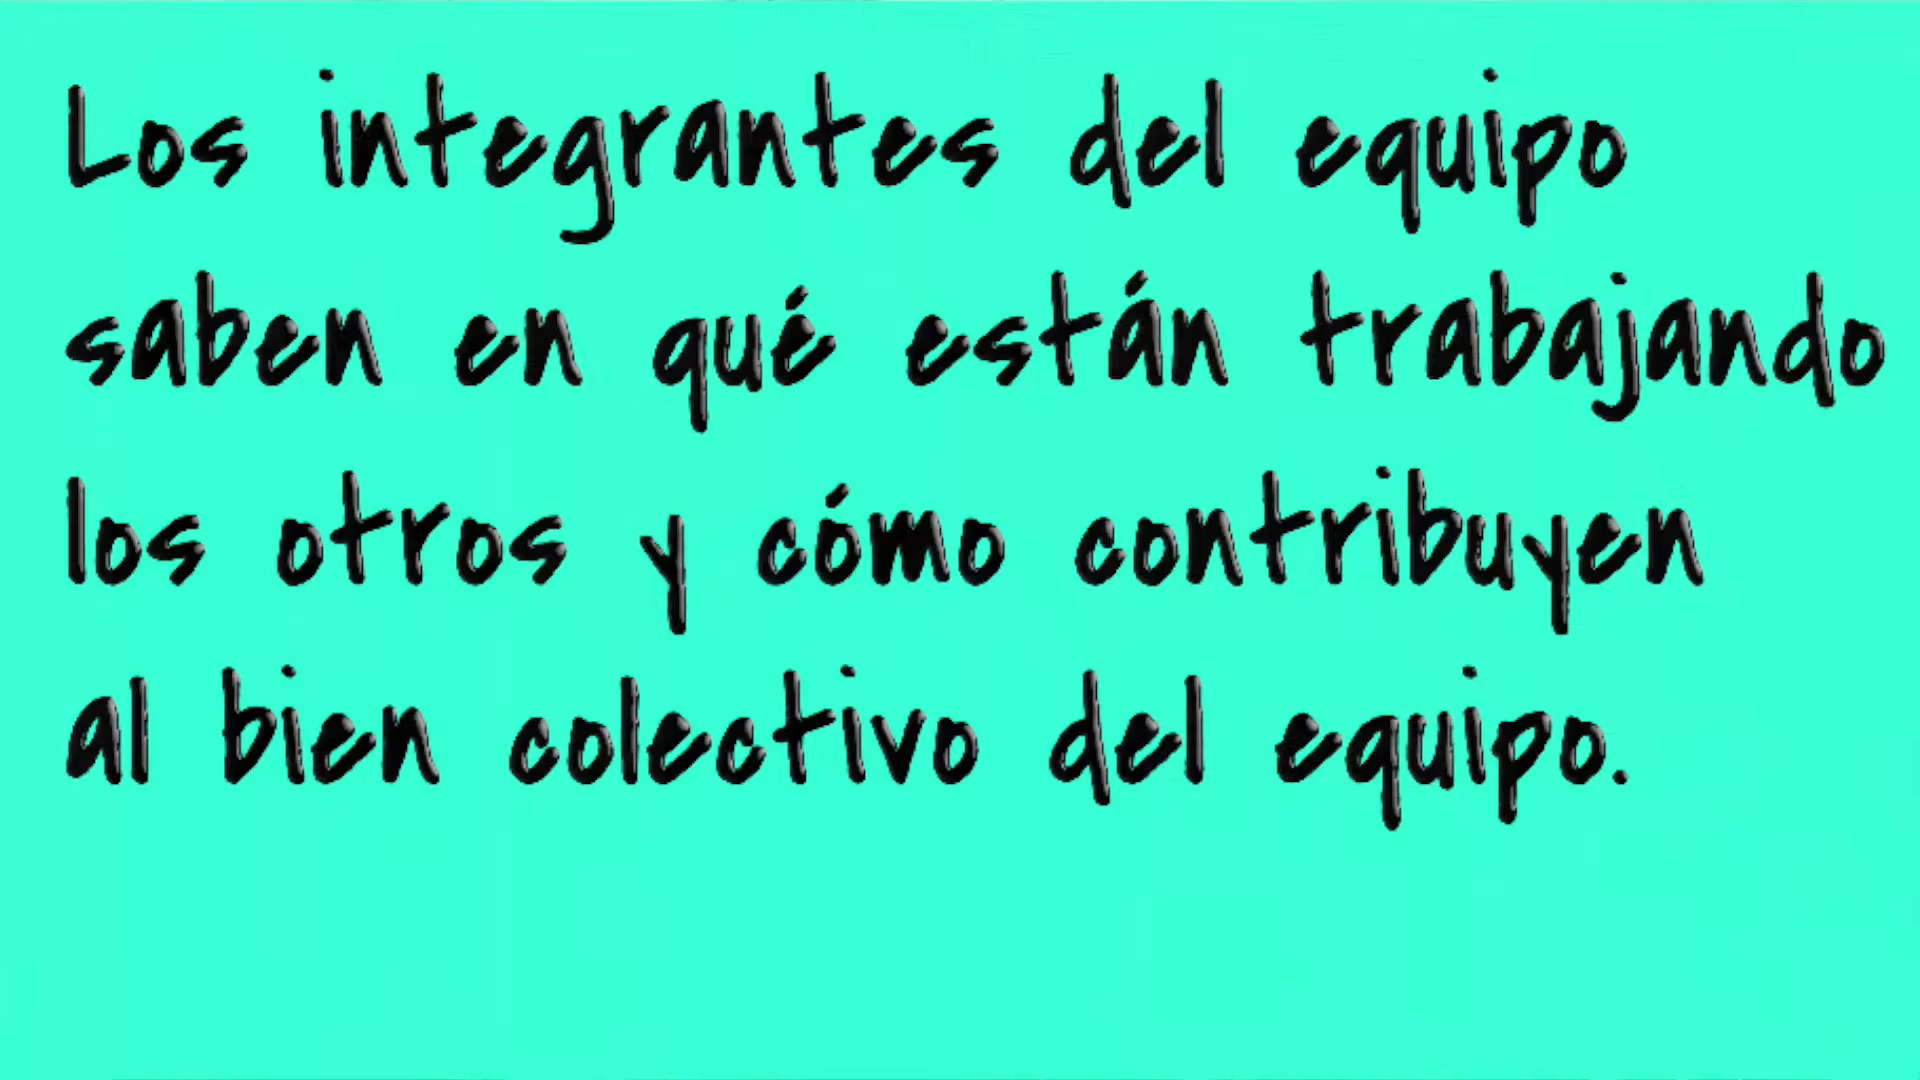 Los integrantes del equipo
saben en qué están trabajando
los otros y cómo contribuyen
al bien colectivo del equipo.